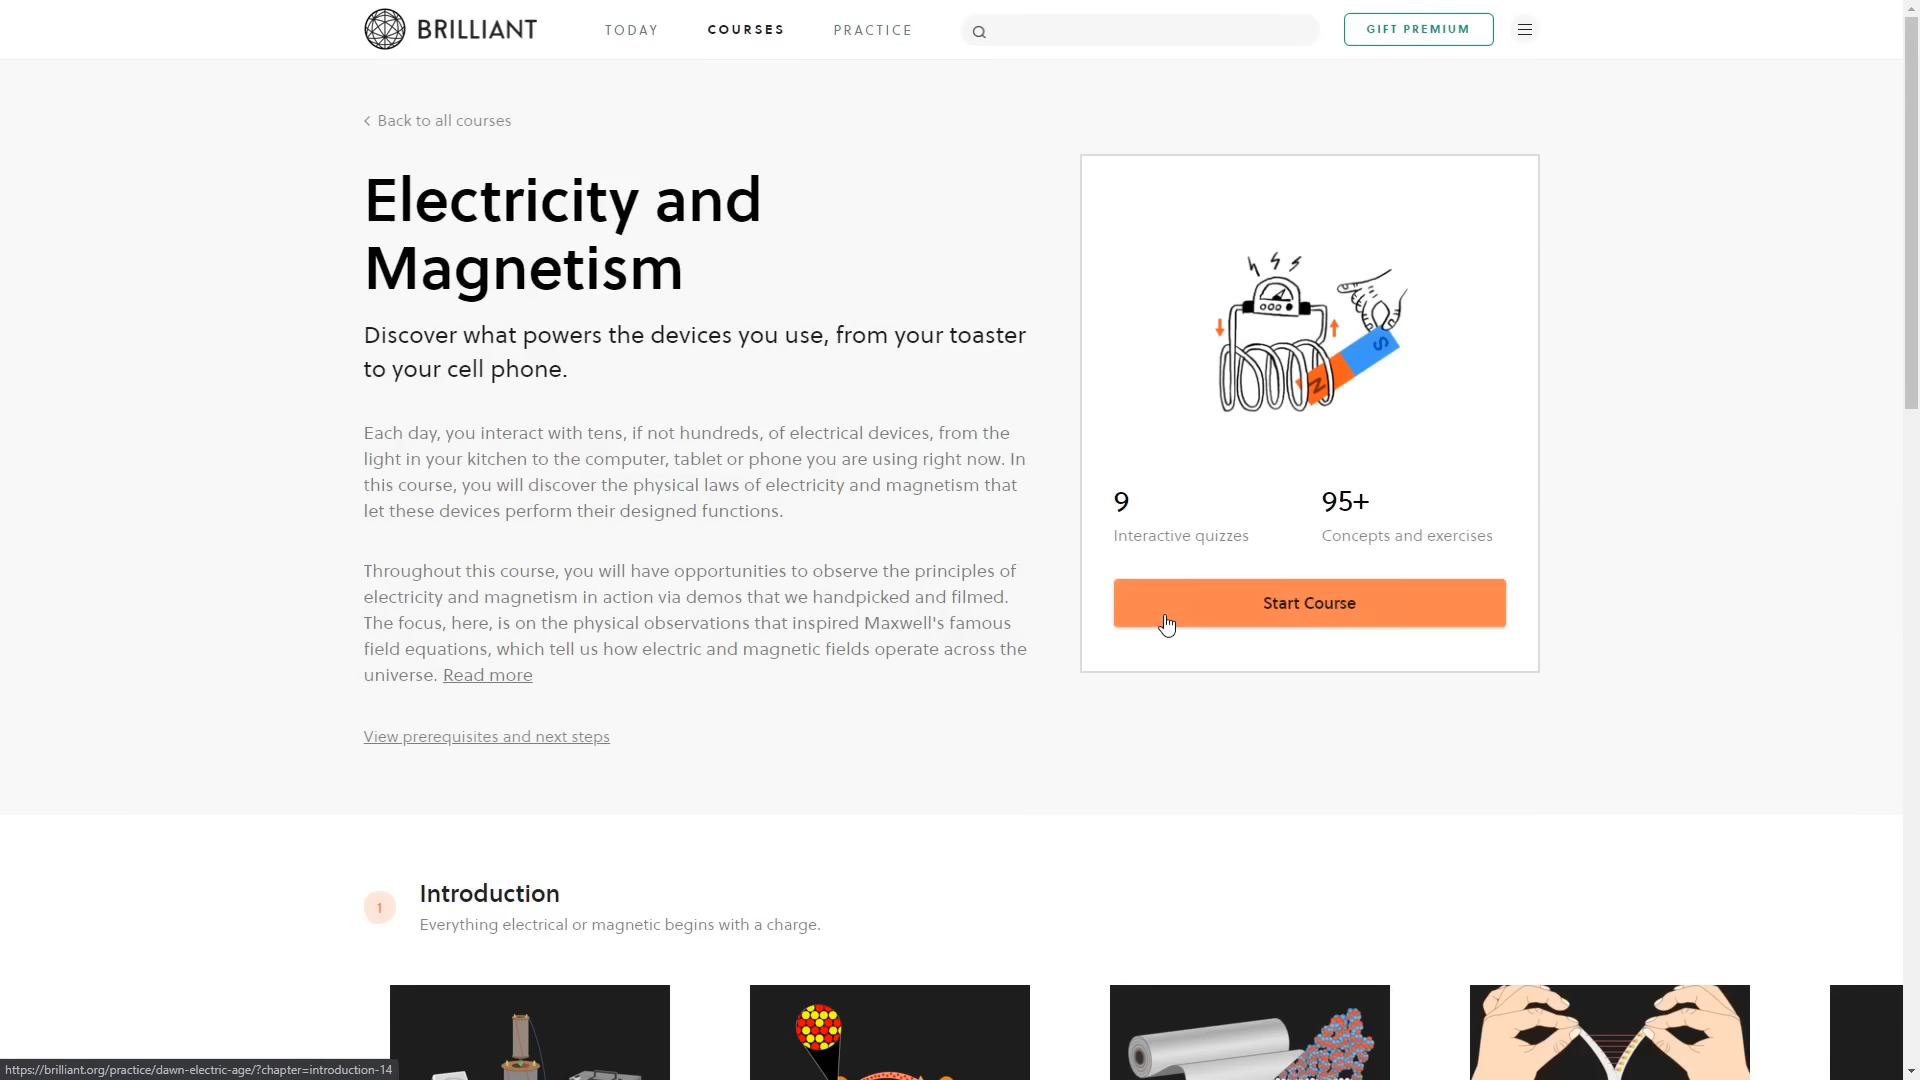 BRILLIANT
TODAY
COURSES
PRACTICE
GIFT PREMIUM
Back to all courses
Electricity and
Magnetism
Discover what powers the devices you use, from your toaster
to your cell phone.
Each day, you interact with tens, if not hundreds, of electrical devices, from the
light in your kitchen to the computer, tablet or phone you are using right now. In
this course, you will discover the physical laws of electricity and magnetism that
let these devices perform their designed functions.
Throughout this course, you will have opportunities to observe the principles of
electricity and magnetism in action via demos that we handpicked and filmed.
The focus, here, is on the physical observations that inspired Maxwell's famous
field equations, which tell us how electric and magnetic fields operate across the
universe. Read more
View prerequisites and next steps
S
N
9
Interactive quizzes
95+
Concepts and exercises
Start Course
1
Introduction
Everything electrical or magnetic begins with a charge.
https://brilliant.org/practice/dawn-electric-age/?chapter=introduction-14